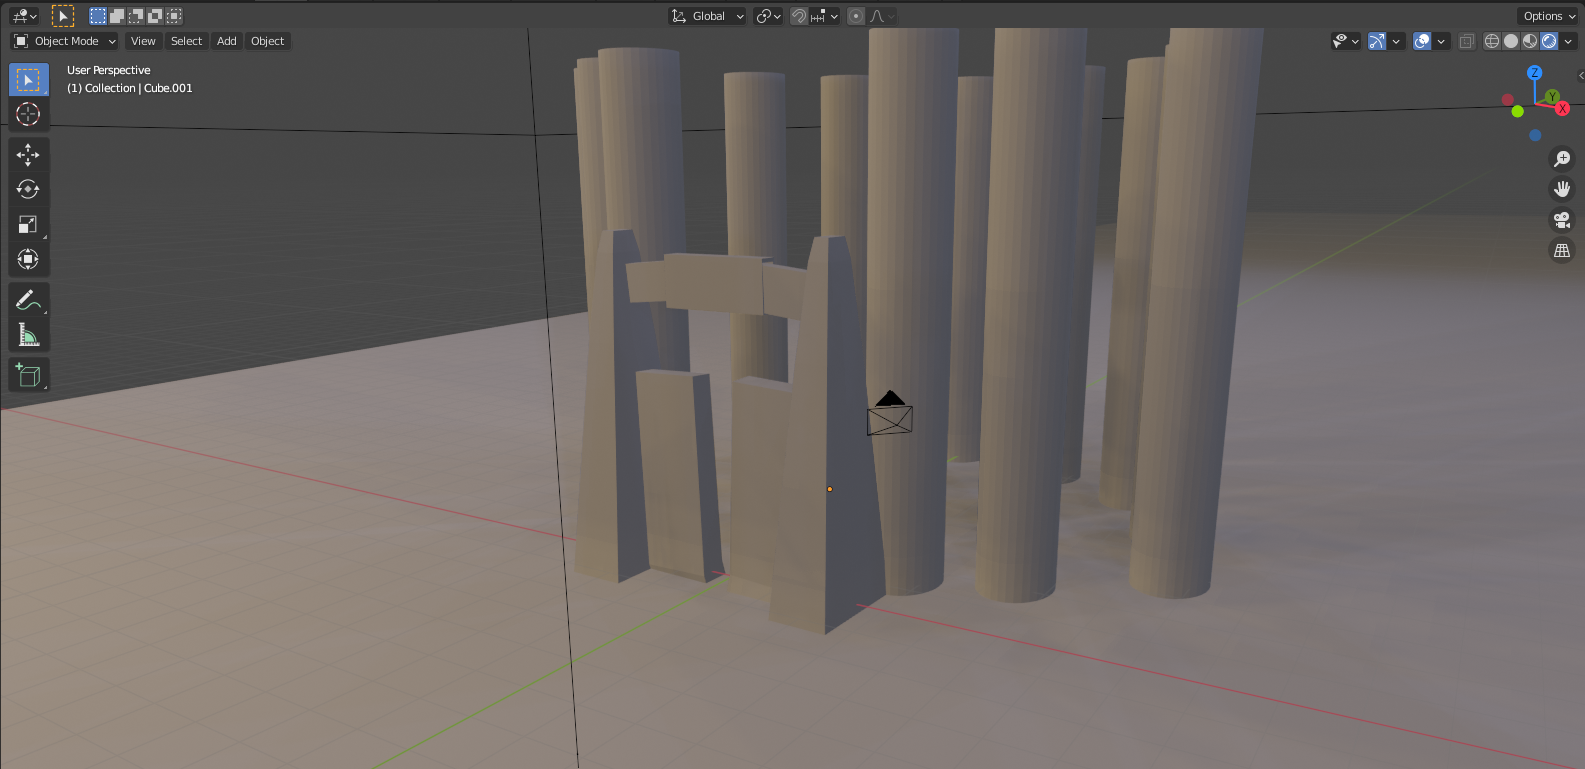 Global
Options
Object Mode
View
Select
Add
Object
User Perspective
(1) Collection | Cube.001
Z
Y
X